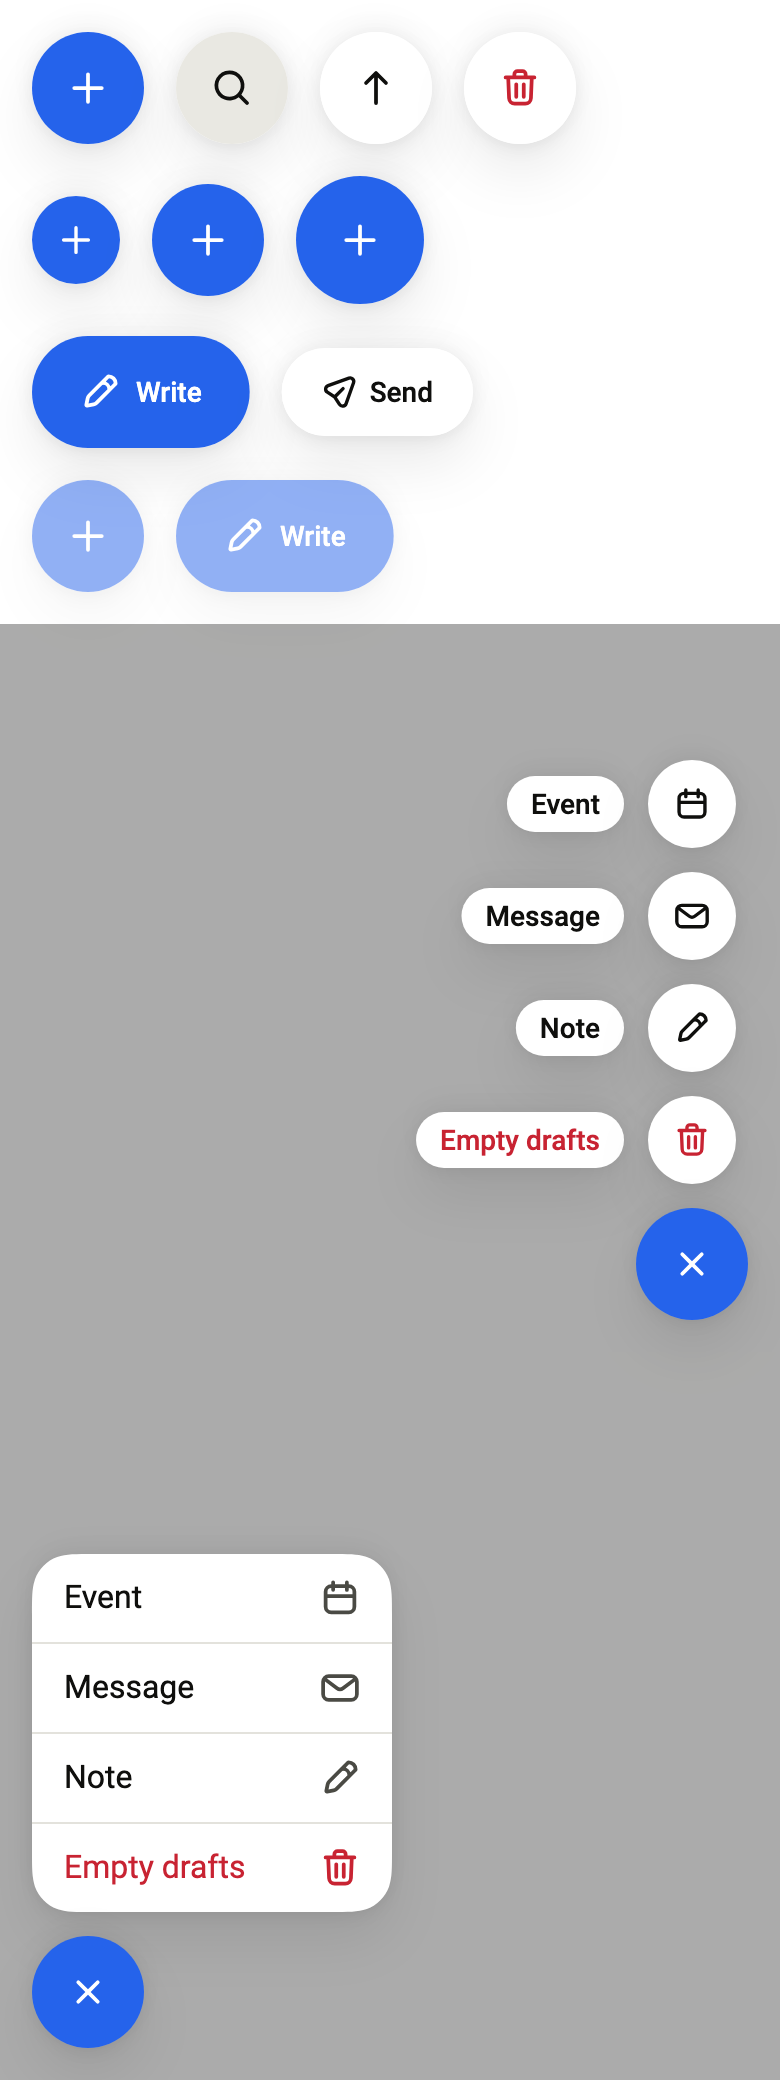 Write
Send
Write
Event
Message
Note
Empty drafts
Event
Message
Note
Empty drafts